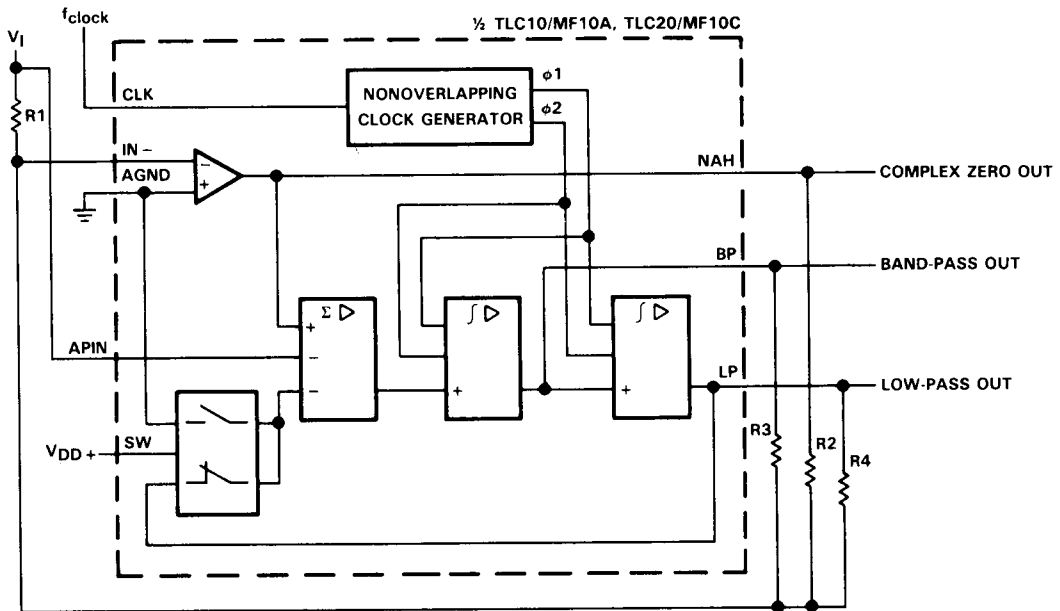 fclock
½ TLC10/MF10A, TLC20/MF10C
VI
CLK
NONOVERLAPPING
CLOCK GENERATOR
φ1
φ2
R1
IN −
AGND
−
+
NAH
COMPLEX ZERO OUT
BP
BAND-PASS OUT
Σ ▷
∫ ▷
∫ ▷
+
APIN
−
−
+
+
LP
LOW-PASS OUT
SW
VDD +
R3
R2
R4